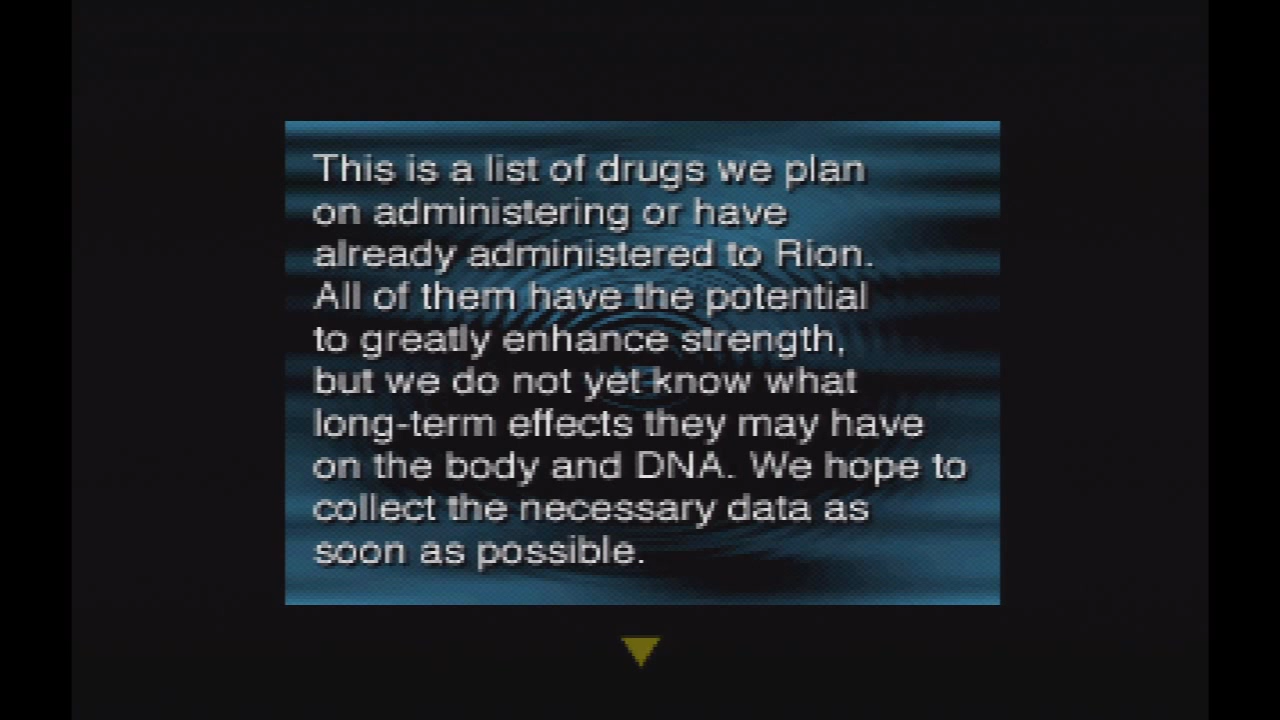 This is a list of drugs we plan
on administering or have
already administered to Rion.
All of them have the potential
to greatly enhance strength,
but we do not yet know what
long-term effects they may have
on the body and DNA. We hope to
collect the necessary data as
soon as possible.